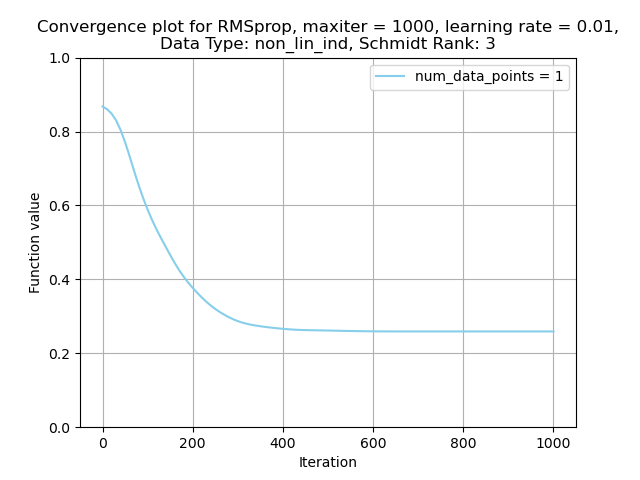 Convergence plot for RMSprop, maxiter = 1000, learning rate = 0.01,
Data Type: non_lin_ind, Schmidt Rank: 3
num_data_points = 1
Function value
1.0
0.8
0.6
0.4
0.2
0.0
0 200 400 600 800 1000
Iteration